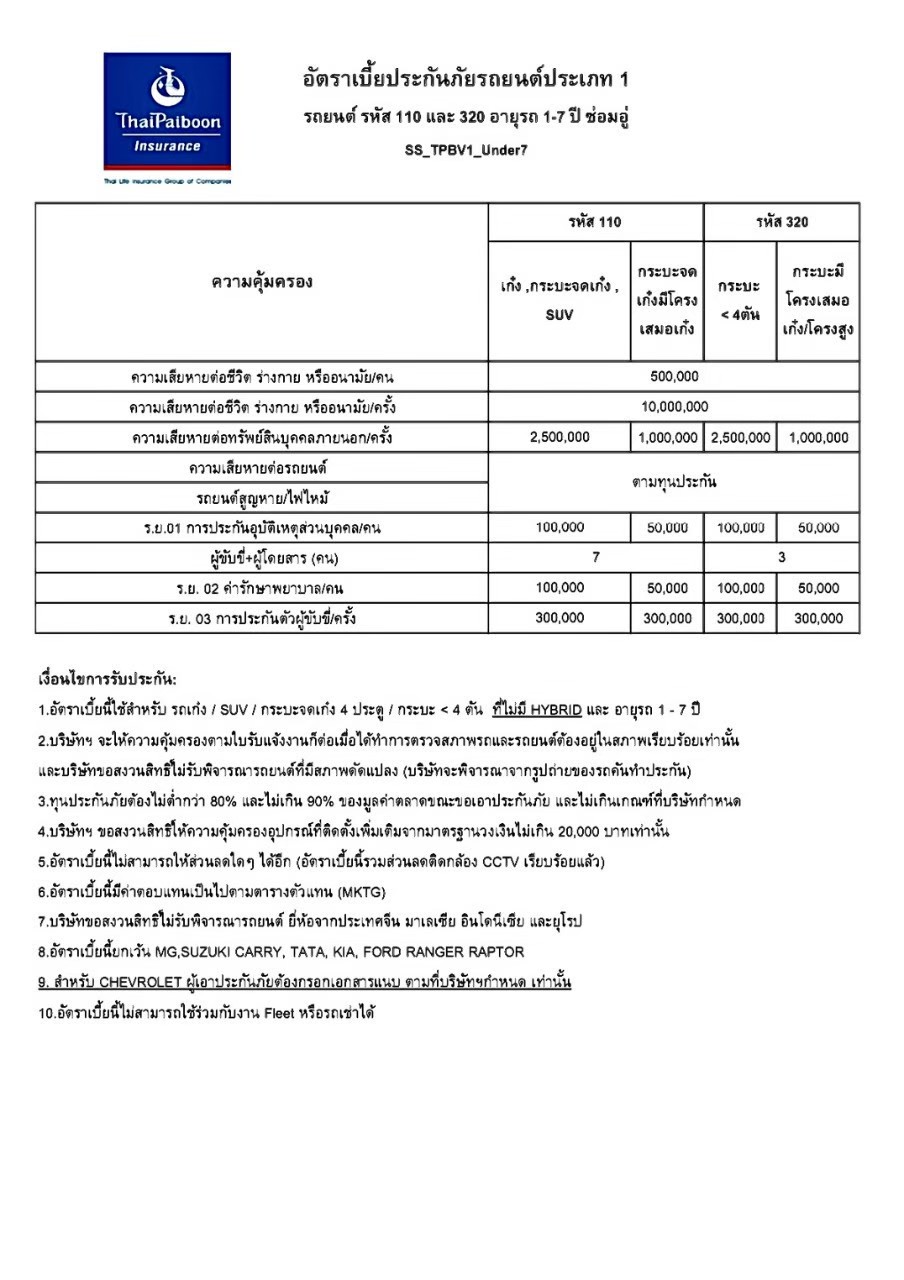 ThaiPaiboon
Insurance
Thai Life Insurance Group of Companies
อัตราเบี้ยประกันภัยรถยนต์ประเภท 1
รถยนต์ รหัส 110 และ 320 อายุรถ 1-7 ปี ซ่อมอู่
SS_TPBV1_Under7
ความคุ้มครอง
รหัส 110
รหัส 320
เก๋ง ,กระบะจดเก๋ง ,
SUV
กระบะจด
เก๋งมีโครง
เสมอเก๋ง
กระบะ
< 4ตัน
กระบะมี
โครงเสมอ
เก๋ง/โครงสูง
ความเสียหายต่อชีวิต ร่างกาย หรืออนามัย/คน 500,000
ความเสียหายต่อชีวิต ร่างกาย หรืออนามัย/ครั้ง 10,000,000
ความเสียหายต่อทรัพย์สินบุคคลภายนอก/ครั้ง 2,500,000 1,000,000 2,500,000 1,000,000
ความเสียหายต่อรถยนต์
รถยนต์สูญหาย/ไฟไหม้
ตามทุนประกัน
ร.ย.01 การประกันอุบัติเหตุส่วนบุคคล/คน 100,000 50,000 100,000 50,000
ผู้ขับขี่+ผู้โดยสาร (คน) 7 3
ร.ย. 02 ค่ารักษาพยาบาล/คน 100,000 50,000 100,000 50,000
ร.ย. 03 การประกันตัวผู้ขับขี่/ครั้ง 300,000 300,000 300,000 300,000
เงื่อนไขการรับประกัน:
1.อัตราเบี้ยนี้ใช้สำหรับ รถเก๋ง / SUV / กระบะจดเก๋ง 4 ประตู / กระบะ < 4 ตัน ที่ไม่มี HYBRID และ อายุรถ 1 - 7 ปี
2.บริษัทฯ จะให้ความคุ้มครองตามใบรับแจ้งงานก็ต่อเมื่อได้ทำการตรวจสภาพรถและรถยนต์ต้องอยู่ในสภาพเรียบร้อยเท่านั้น
และบริษัทขอสงวนสิทธิ์ไม่รับพิจารณารถยนต์ที่มีสภาพดัดแปลง (บริษัทจะพิจารณาจากรูปถ่ายของรถคันทำประกัน)
3.ทุนประกันภัยต้องไม่ต่ำกว่า 80% และไม่เกิน 90% ของมูลค่าตลาดขณะขอเอาประกันภัย และไม่เกินเกณฑ์ที่บริษัทกำหนด
4.บริษัทฯ ขอสงวนสิทธิ์ให้ความคุ้มครองอุปกรณ์ที่ติดตั้งเพิ่มเติมจากมาตรฐานวงเงินไม่เกิน 20,000 บาทเท่านั้น
5.อัตราเบี้ยนี้ไม่สามารถให้ส่วนลดใดๆ ได้อีก (อัตราเบี้ยนี้รวมส่วนลดติดกล้อง CCTV เรียบร้อยแล้ว)
6.อัตราเบี้ยนี้มีค่าตอบแทนเป็นไปตามตารางตัวแทน (MKTG)
7.บริษัทขอสงวนสิทธิ์ไม่รับพิจารณารถยนต์ ยี่ห้อจากประเทศจีน มาเลเซีย อินโดนีเซีย และยุโรป
8.อัตราเบี้ยนี้ยกเว้น MG,SUZUKI CARRY, TATA, KIA, FORD RANGER RAPTOR
9. สำหรับ CHEVROLET ผู้เอาประกันภัยต้องกรอกเอกสารแนบ ตามที่บริษัทฯกำหนด เท่านั้น
10.อัตราเบี้ยนี้ไม่สามารถใช้ร่วมกับงาน Fleet หรือรถเช่าได้